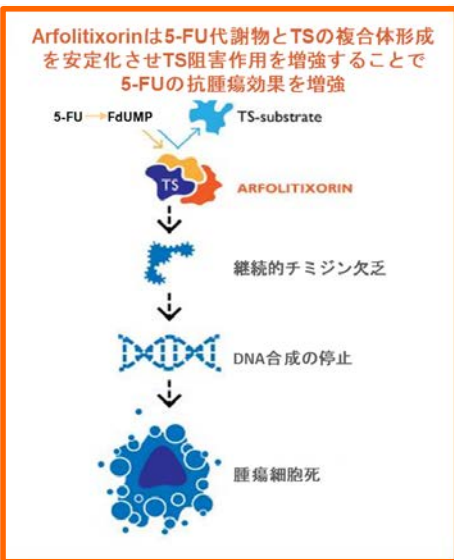 Arfolitixorinは5-FU代謝物とTSの複合体形成
を安定化させTS阻害作用を増強することで
5-FUの抗腫瘍効果を増強
5-FU→FdUMP
TS-substrate
TS
ARFOLITIXORIN
継続的チミジン欠乏
DNA合成の停止
腫瘍細胞死